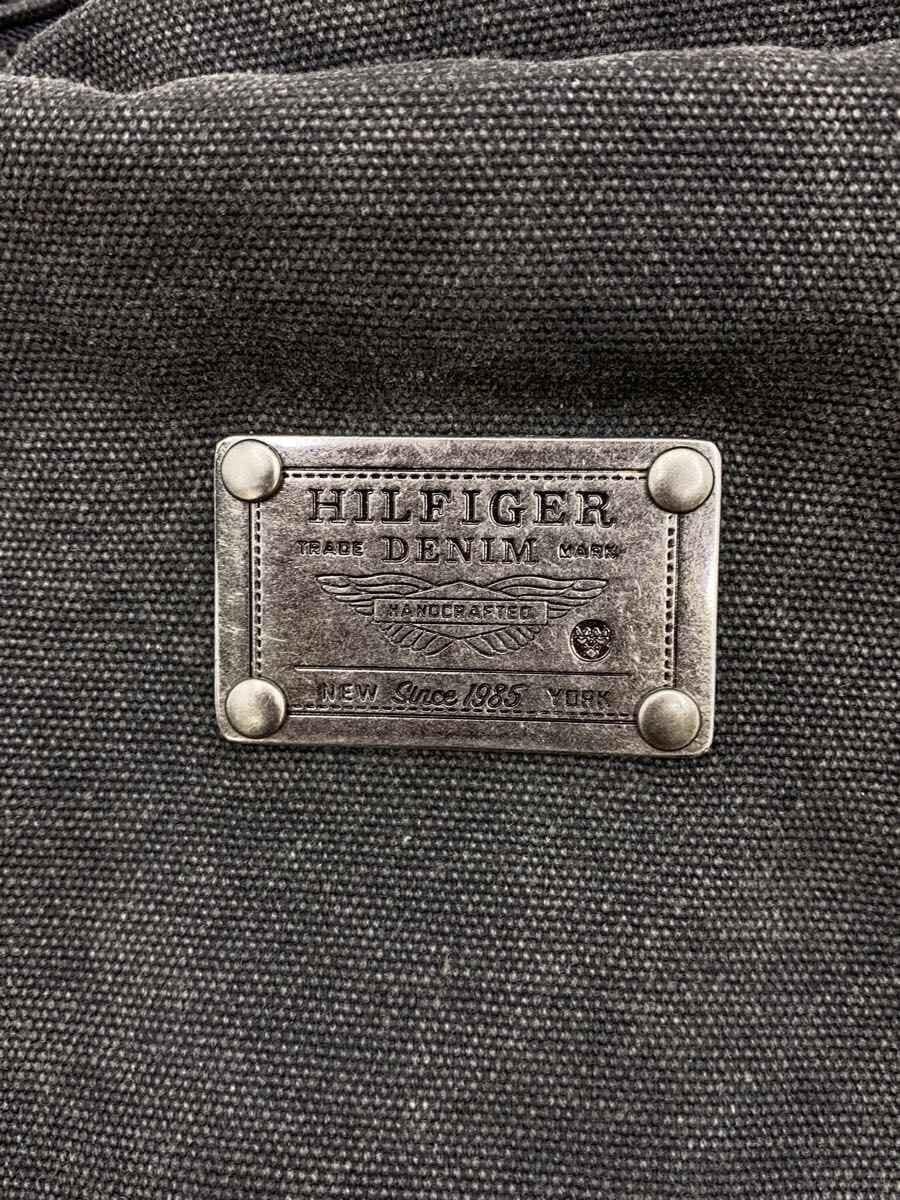 HILFIGER
TRADE DENIM MARK
HANDCRAFTED
NEW Since 1985 YORK